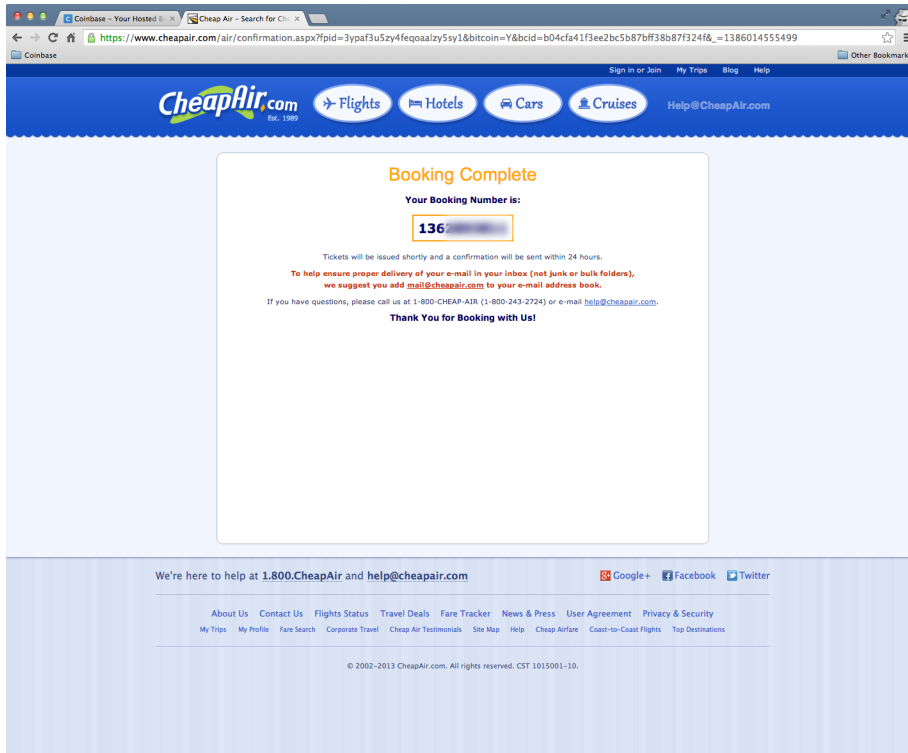 Coinbase – Your Hosted Bi
Cheap Air – Search for Che
https://www.cheapair.com/air/confirmation.aspx?fpid=3ypaf3u5zy4feqoaalzy5sy1&bitcoin=Y&bcid=b04cfa41f3ee2bc5b87bff38b87f324f&_=1386014555499
Coinbase
Other Bookmark
Sign in or Join My Trips Blog Help
CheapAir.com Flights Hotels Cars Cruises Help@CheapAir.com
Est. 1989
Booking Complete
Your Booking Number is:
136
Tickets will be issued shortly and a confirmation will be sent within 24 hours.
To help ensure proper delivery of your e-mail in your inbox (not junk or bulk folders),
we suggest you add mail@cheapair.com to your e-mail address book.
If you have questions, please call us at 1-800-CHEAP-AIR (1-800-243-2724) or e-mail help@cheapair.com.
Thank You for Booking with Us!
We're here to help at 1.800.CheapAir and help@cheapair.com
Google+ Facebook Twitter
About Us Contact Us Flights Status Travel Deals Fare Tracker News & Press User Agreement Privacy & Security
My Trips My Profile Fare Search Corporate Travel Cheap Air Testimonials Site Map Help Cheap Airfare Coast-to-Coast Flights Top Destinations
© 2002-2013 CheapAir.com. All rights reserved. CST 1015001-10.